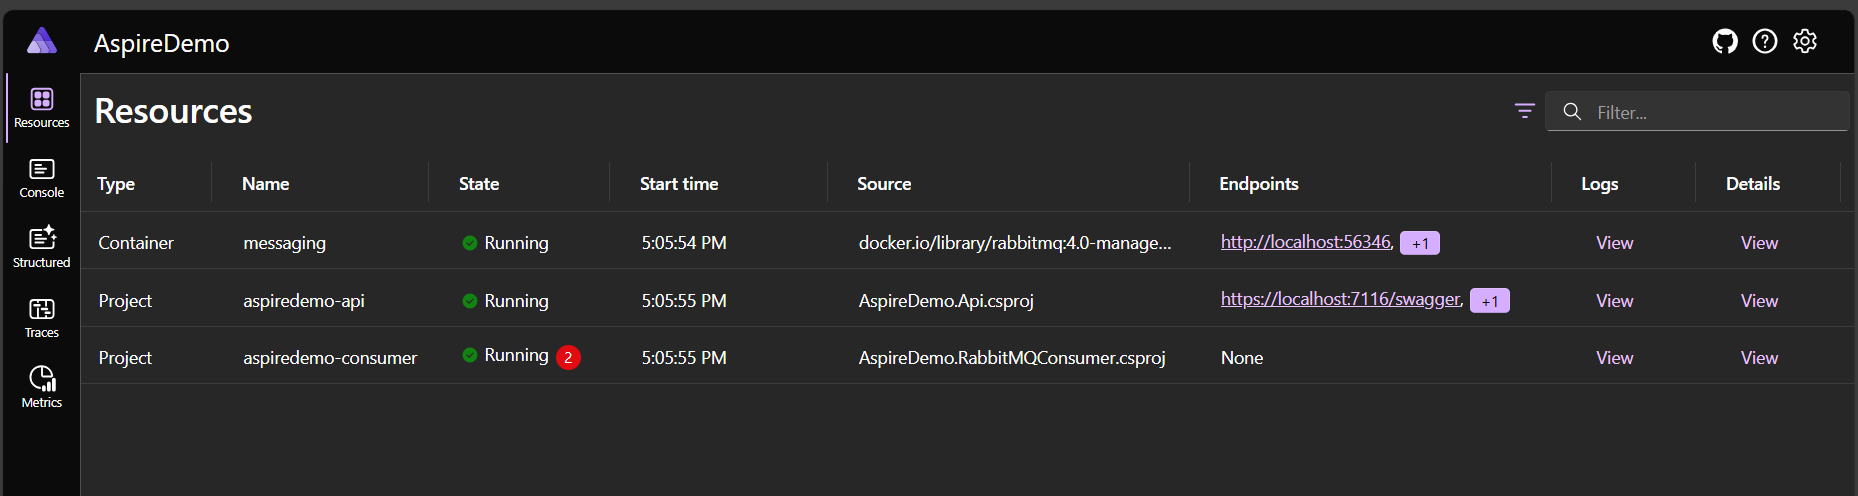 AspireDemo
Resources
Console
Structured
Traces
Metrics
Resources
Filter...
Type Name State Start time Source Endpoints Logs Details
Container messaging Running 5:05:54 PM docker.io/library/rabbitmq:4.0-manage... http://localhost:56346, +1 View View
Project aspiredemo-api Running 5:05:55 PM AspireDemo.Api.csproj https://localhost:7116/swagger, +1 View View
Project aspiredemo-consumer Running 2 5:05:55 PM AspireDemo.RabbitMQConsumer.csproj None View View